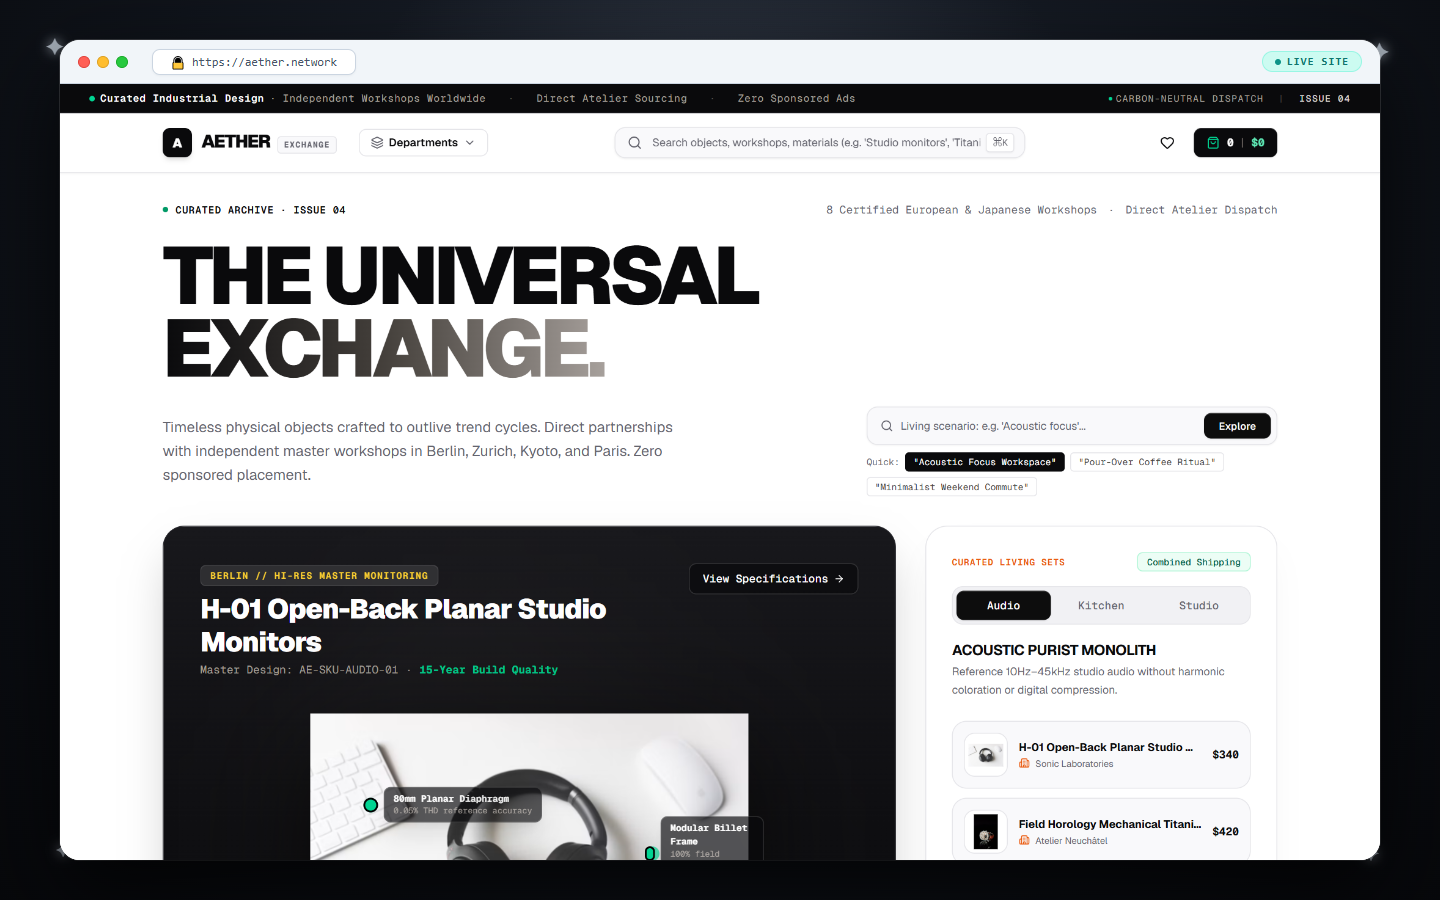 https://aether.network
LIVE SITE
Curated Industrial Design · Independent Workshops Worldwide · Direct Atelier Sourcing · Zero Sponsored Ads
CARBON-NEUTRAL DISPATCH | ISSUE 04
A AETHER EXCHANGE
Departments
Search objects, workshops, materials (e.g. 'Studio monitors', 'Titani
⌘K
0 | $0
CURATED ARCHIVE · ISSUE 04
8 Certified European & Japanese Workshops · Direct Atelier Dispatch
THE UNIVERSAL
EXCHANGE.
Timeless physical objects crafted to outlive trend cycles. Direct partnerships
with independent master workshops in Berlin, Zurich, Kyoto, and Paris. Zero
sponsored placement.
Living scenario: e.g. 'Acoustic focus'...
Explore
Quick: "Acoustic Focus Workspace" "Pour-Over Coffee Ritual"
"Minimalist Weekend Commute"
BERLIN // HI-RES MASTER MONITORING
View Specifications →
H-01 Open-Back Planar Studio
Monitors
Master Design: AE-SKU-AUDIO-01 · 15-Year Build Quality
80mm Planar Diaphragm
0.05% THD reference accuracy
Modular Billet
Frame
100% field
CURATED LIVING SETS
Combined Shipping
Audio
Kitchen
Studio
ACOUSTIC PURIST MONOLITH
Reference 10Hz–45kHz studio audio without harmonic
coloration or digital compression.
H-01 Open-Back Planar Studio ...
Sonic Laboratories
$340
Field Horology Mechanical Titani...
Atelier Neuchâtel
$420